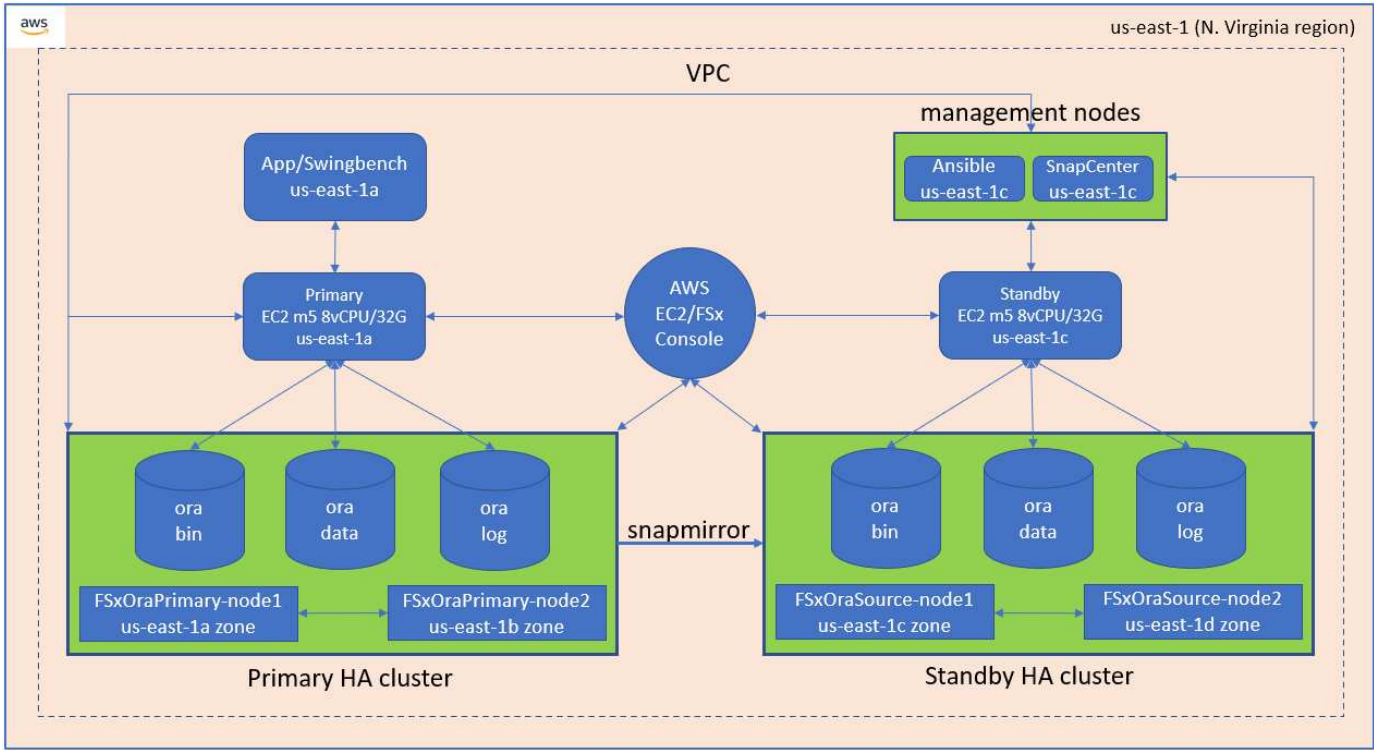 aws
us-east-1 (N. Virginia region)
VPC
management nodes
App/Swingbench
us-east-1a
Ansible
us-east-1c
SnapCenter
us-east-1c
Primary
EC2 m5 8vCPU/32G
us-east-1a
AWS
EC2/FSx
Console
Standby
EC2 m5 8vCPU/32G
us-east-1c
ora
bin
ora
data
ora
log
snapmirror
ora
bin
ora
data
ora
log
FSxOraPrimary-node1
us-east-1a zone
FSxOraPrimary-node2
us-east-1b zone
FSxOraSource-node1
us-east-1c zone
FSxOraSource-node2
us-east-1d zone
Primary HA cluster
Standby HA cluster